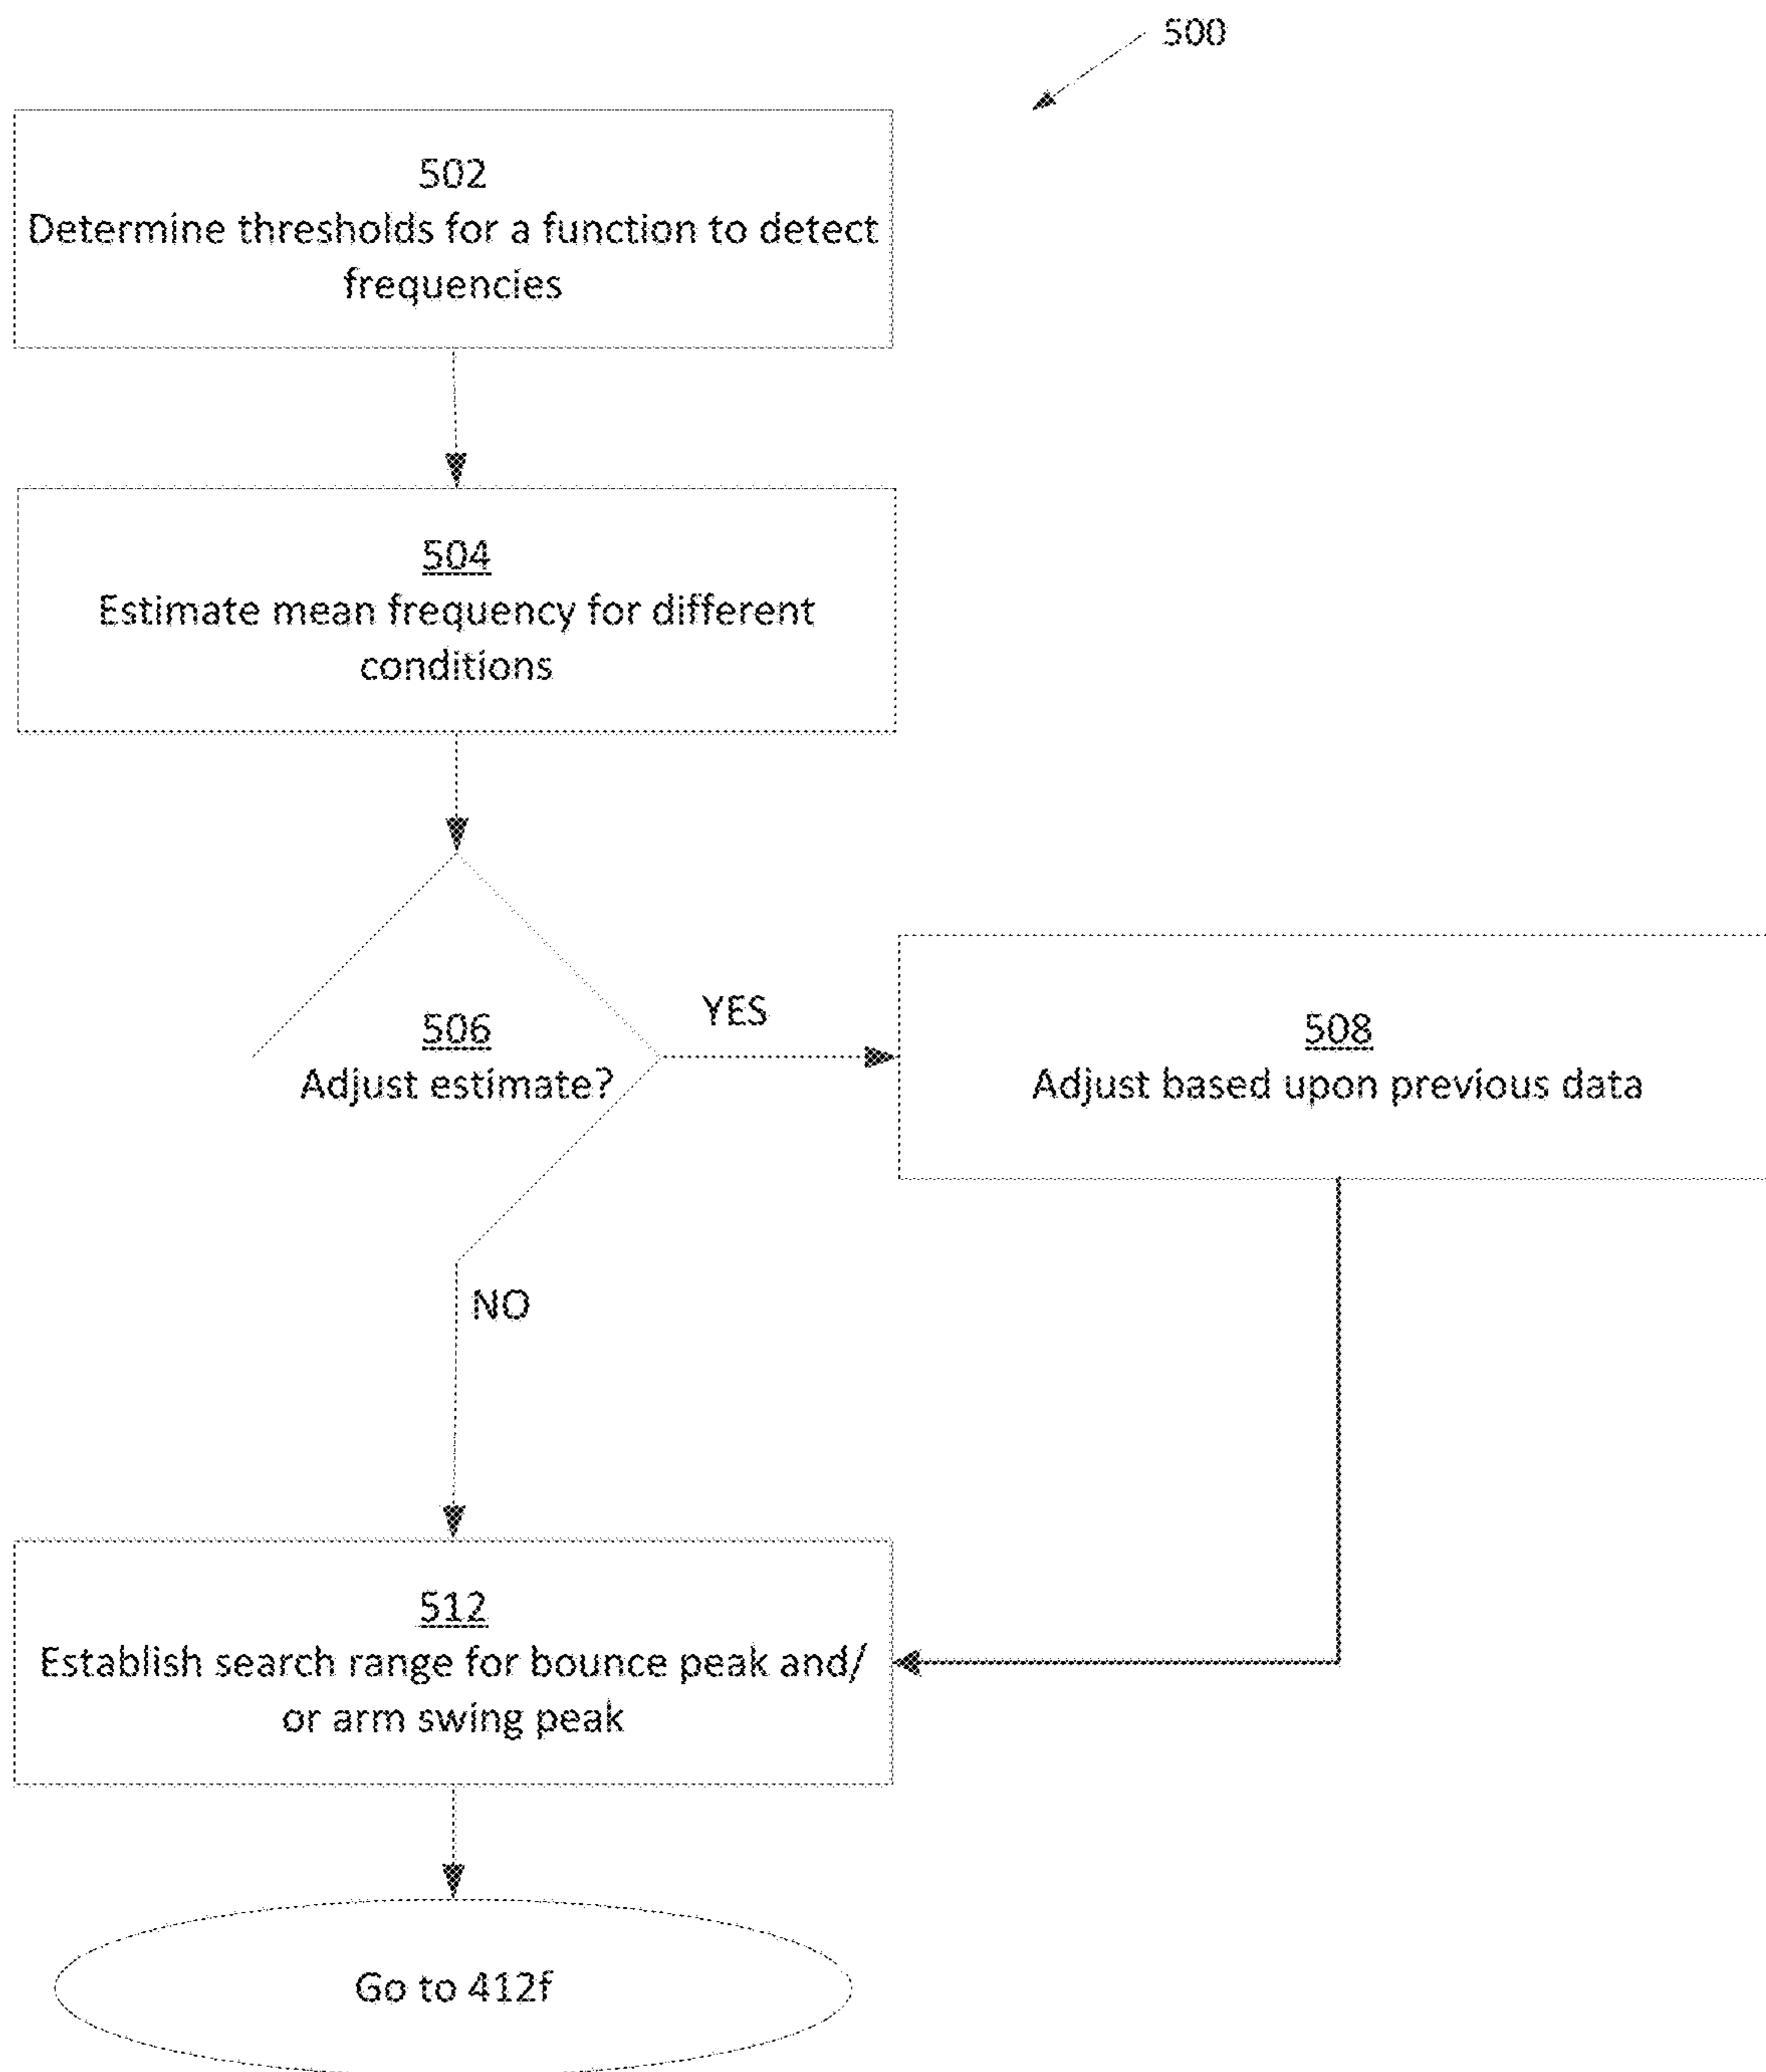 500
502
Determine thresholds for a function to detect
frequencies
504
Estimate mean frequency for different
conditions
506
Adjust estimate?
YES
508
Adjust based upon previous data
NO
512
Establish search range for bounce peak and/
or arm swing peak
Go to 412f